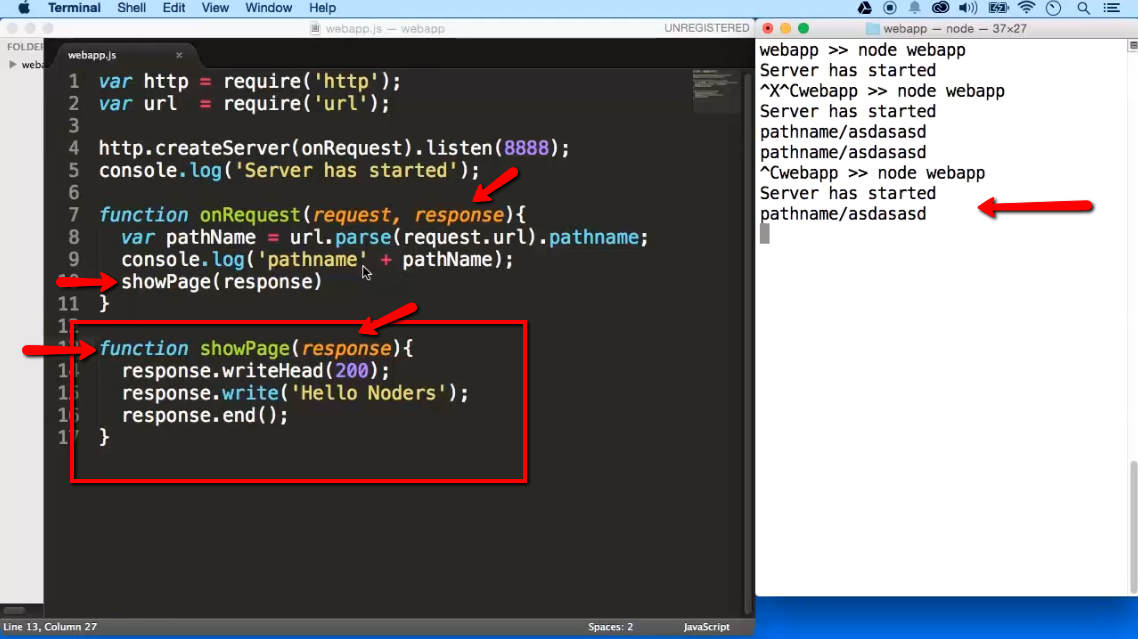 Terminal Shell Edit View Window Help
webapp.js — webapp
UNREGISTERED
webapp — node — 37×27
FOLDER
weba
webapp.js ×
1 var http = require('http');
2 var url = require('url');
3
4 http.createServer(onRequest).listen(8888);
5 console.log('Server has started');
6
7 function onRequest(request, response){
8 var pathName = url.parse(request.url).pathname;
9 console.log('pathname' + pathName);
10 showPage(response)
11 }
12
13 function showPage(response){
14 response.writeHead(200);
15 response.write('Hello Noders');
16 response.end();
17 }
webapp >> node webapp
Server has started
^X^Cwebapp >> node webapp
Server has started
pathname/asdasasd
pathname/asdasasd
^Cwebapp >> node webapp
Server has started
pathname/asdasasd
Line 13, Column 27
Spaces: 2
JavaScript